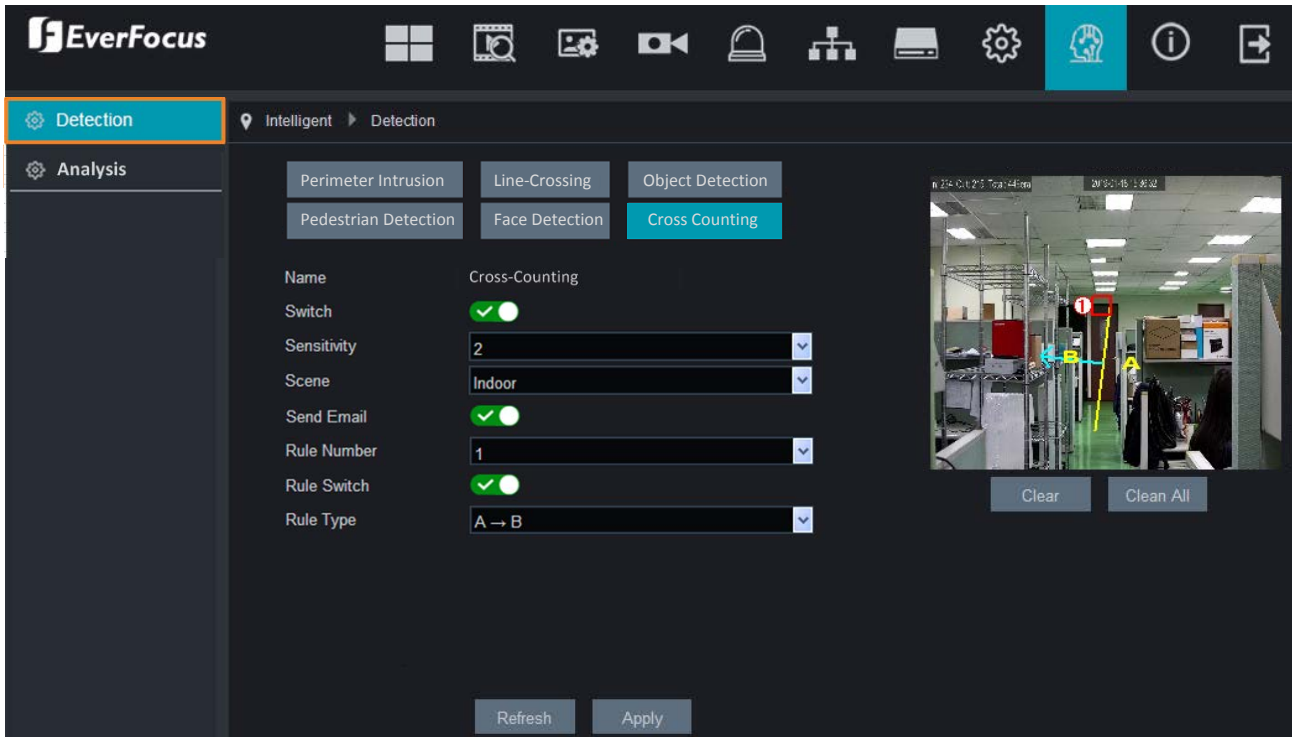 EverFocus
Detection
Intelligent Detection
Analysis
Perimeter Intrusion Line-Crossing Object Detection
Pedestrian Detection Face Detection Cross Counting
Name Cross-Counting
Switch
Sensitivity 2
Scene Indoor
Send Email
Rule Number 1
Rule Switch
Rule Type A → B
1
B A
Clear Clean All
Refresh Apply